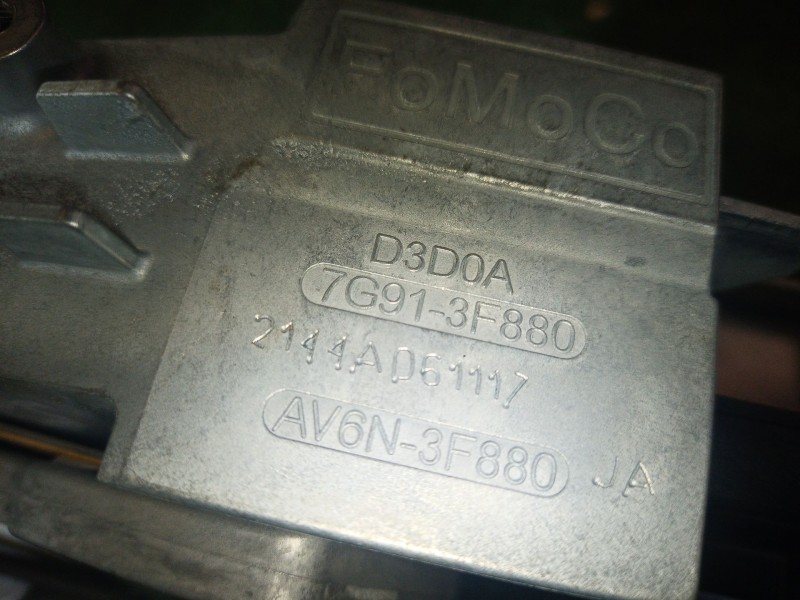 FoMoCo
D3D0A
7G91-3F880
2144AD61117
AV6N-3F880 JA